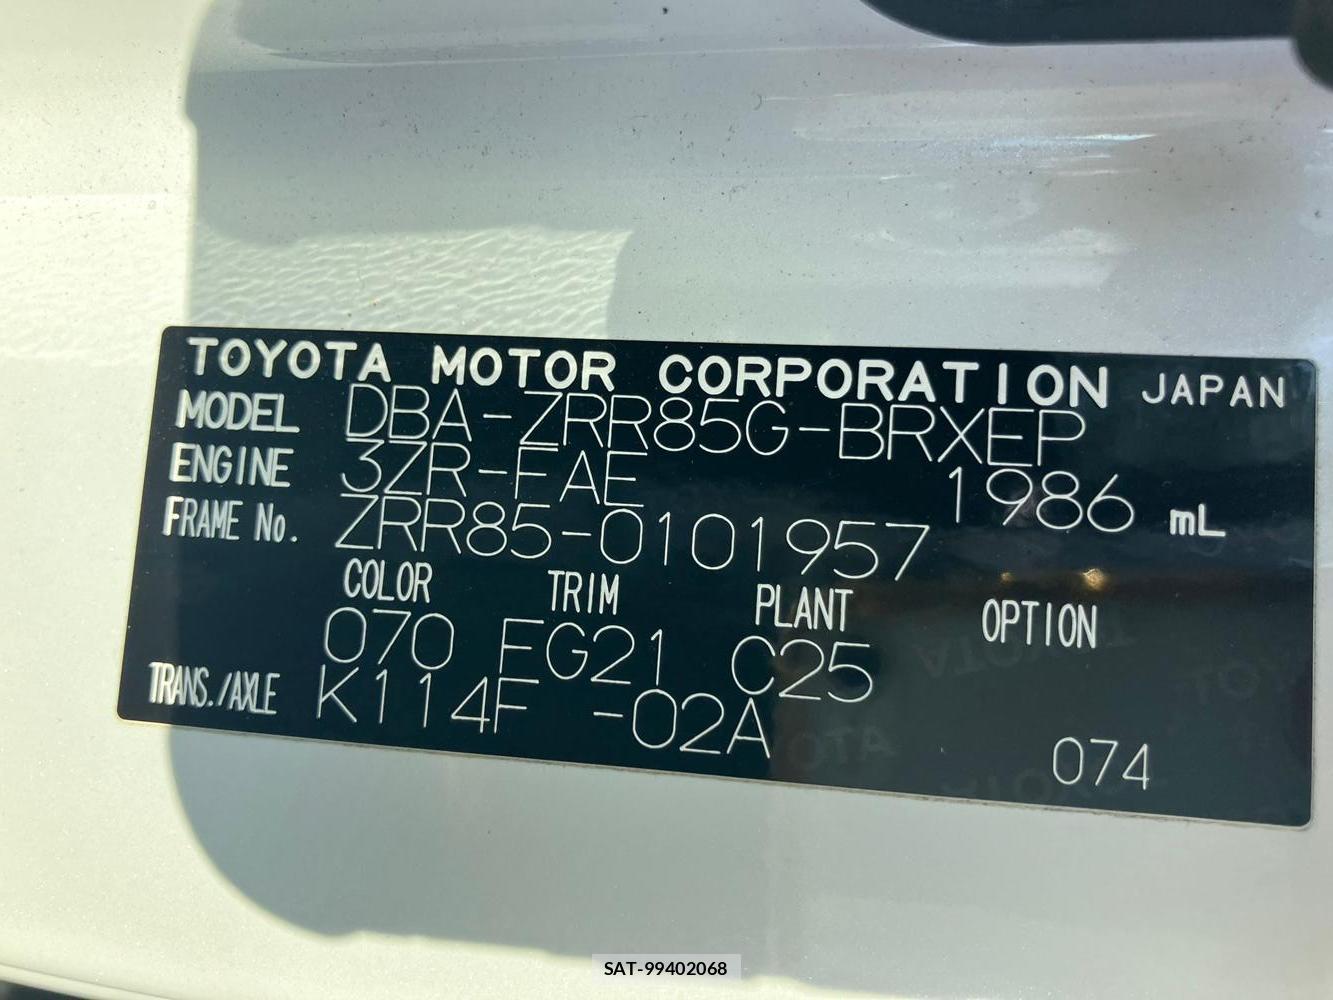 TOYOTA MOTOR CORPORATION JAPAN
MODEL DBA-ZRR85G-BRXEP
ENGINE 3ZR-FAE 1986 mL
FRAME No. ZRR85-0101957
COLOR TRIM PLANT OPTION
070 FG21 C25
TRANS./AXLE K114F -02A
074
SAT-99402068